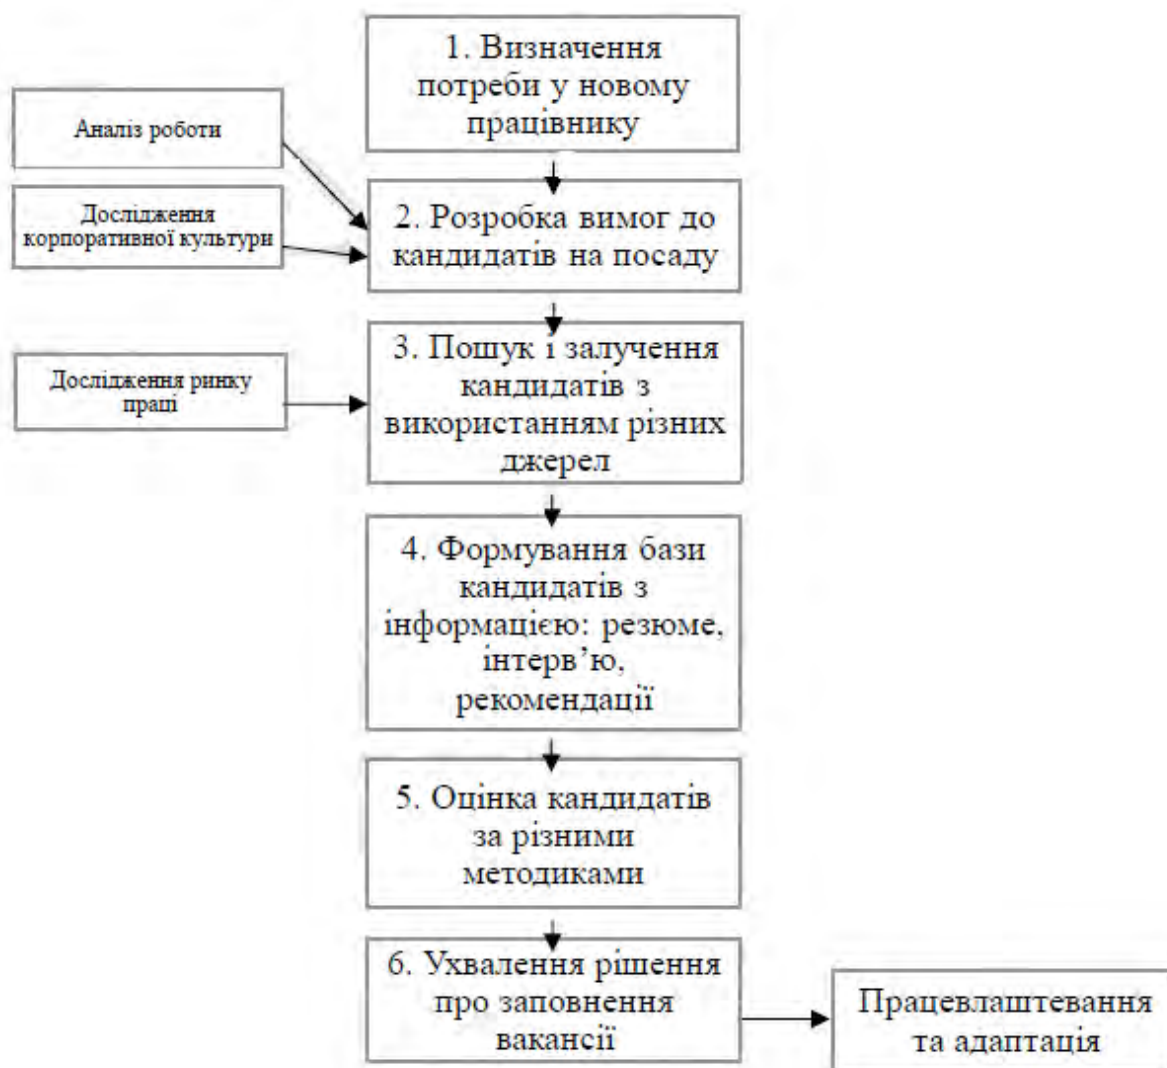 1. Визначення
потреби у новому
працівнику
Аналіз роботи
Дослідження
корпоративної культури
2. Розробка вимог до
кандидатів на посаду
3. Пошук і залучення
кандидатів з
використанням різних
джерел
Дослідження ринку
праці
4. Формування бази
кандидатів з
інформацією: резюме,
інтерв’ю,
рекомендації
5. Оцінка кандидатів
за різними
методиками
6. Ухвалення рішення
про заповнення
вакансії
Працевлаштевання
та адаптація